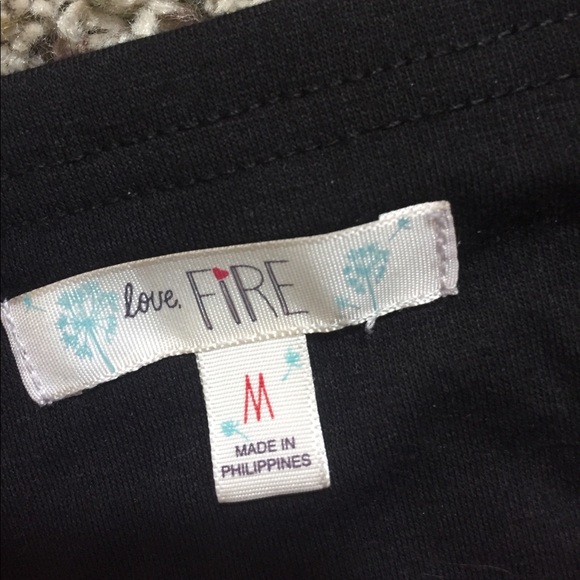 love, FiRE
M
MADE IN
PHILIPPINES